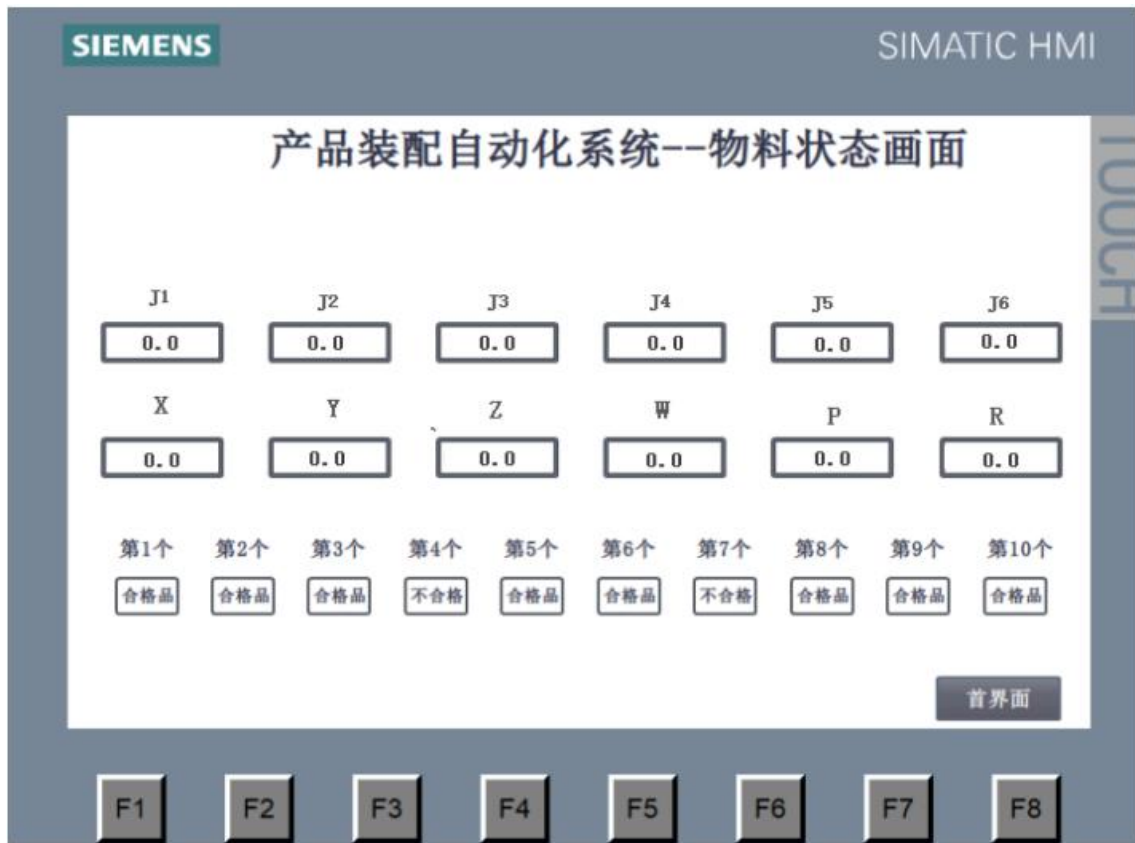 SIEMENS
SIMATIC HMI
TOUCH
产品装配自动化系统--物料状态画面
J1 J2 J3 J4 J5 J6
0.0 0.0 0.0 0.0 0.0 0.0
X Y Z W P R
0.0 0.0 0.0 0.0 0.0 0.0
第1个 第2个 第3个 第4个 第5个 第6个 第7个 第8个 第9个 第10个
合格品 合格品 合格品 不合格 合格品 合格品 不合格 合格品 合格品 合格品
首界面
F1 F2 F3 F4 F5 F6 F7 F8